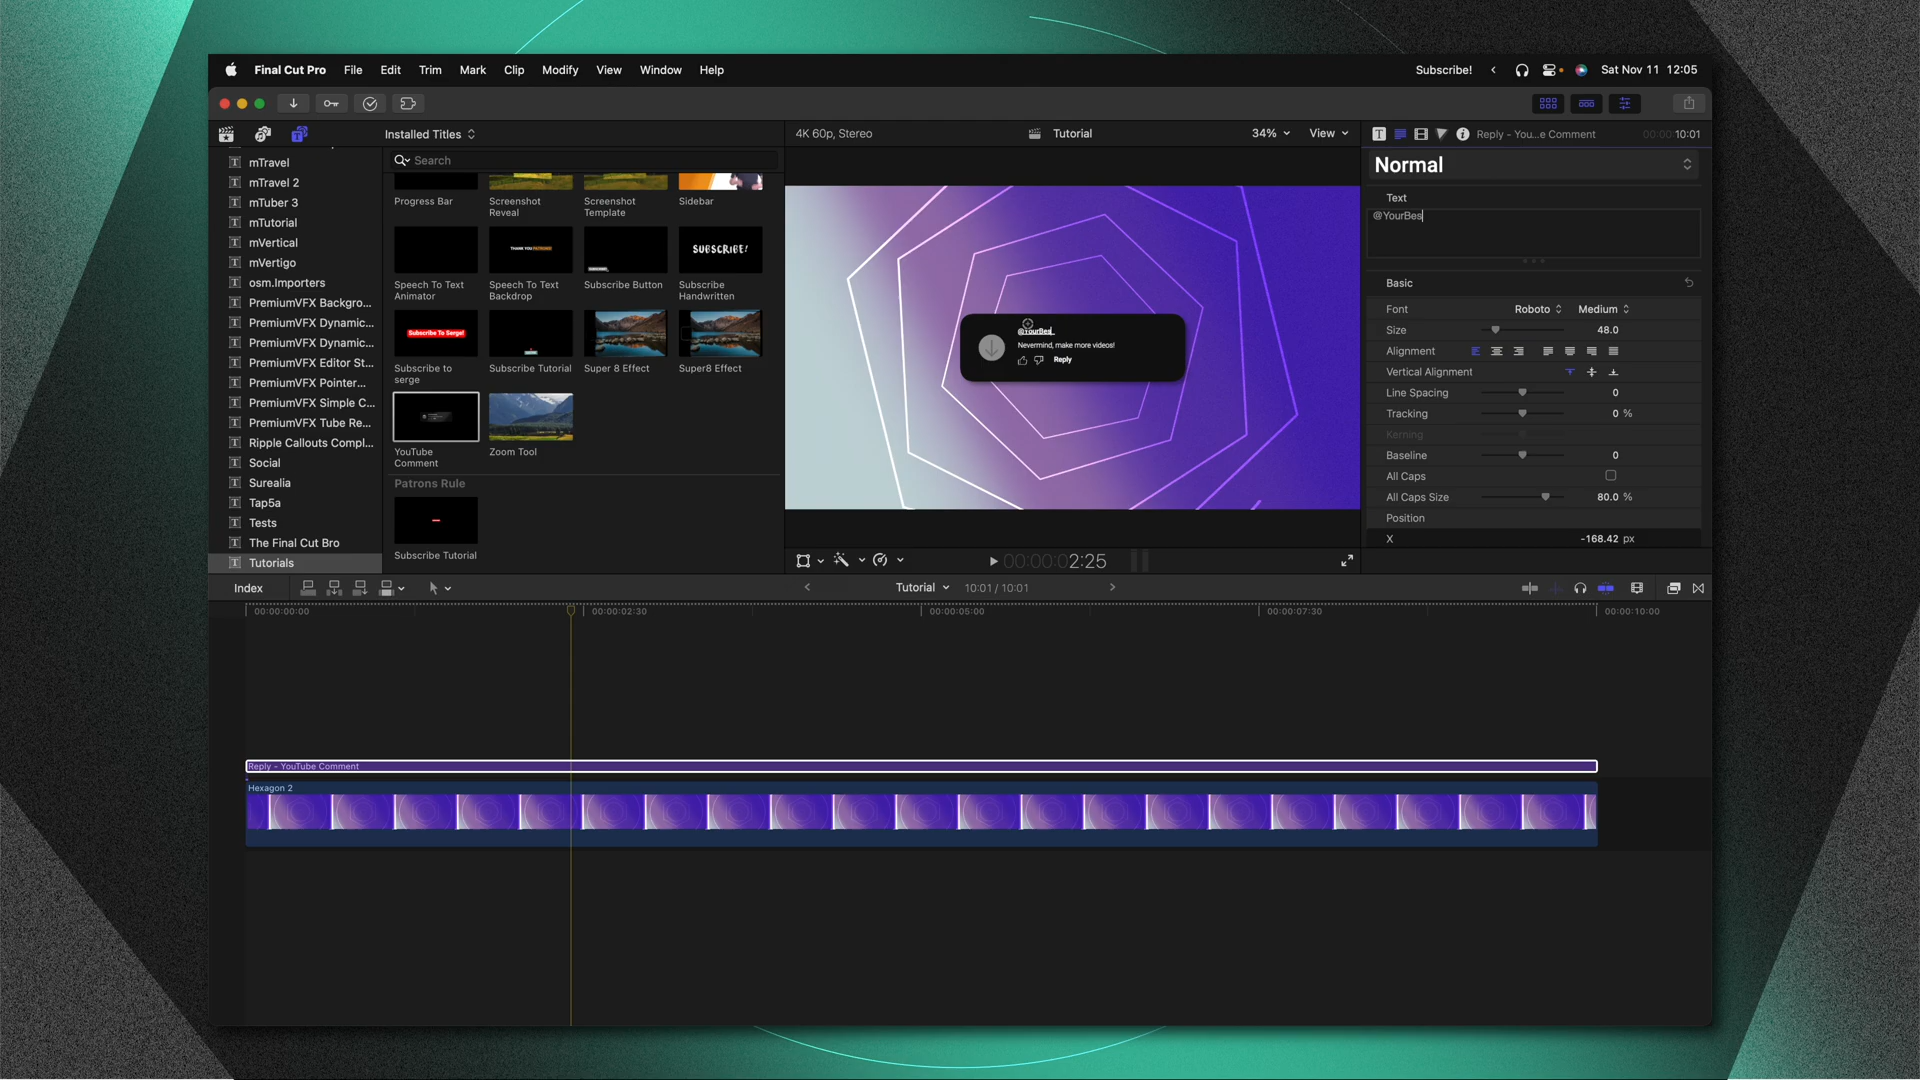 Final Cut Pro File Edit Trim Mark Clip Modify View Window Help
Subscribe! Sat Nov 11 12:05
Installed Titles
4K 60p, Stereo Tutorial 34% View
Reply - You...e Comment 00:00:10:01
mTravel
mTravel 2
mTuber 3
mTutorial
mVertical
mVertigo
osm.Importers
PremiumVFX Backgro...
PremiumVFX Dynamic...
PremiumVFX Dynamic...
PremiumVFX Editor St...
PremiumVFX Pointer...
PremiumVFX Simple C...
PremiumVFX Tube Re...
Ripple Callouts Compl...
Social
Surealia
Tap5a
Tests
The Final Cut Bro
Tutorials
Search
Progress Bar
Screenshot Reveal
Screenshot Template
Sidebar
THANK YOU PATRONS!
SUBSCRIBE!
Speech To Text Animator
Speech To Text Backdrop
Subscribe Button
Subscribe Handwritten
Subscribe To Serge!
Subscribe to serge
Subscribe Tutorial
Super 8 Effect
Super8 Effect
YouTube Comment
Zoom Tool
Patrons Rule
Subscribe Tutorial
@YourBes
Nevermind, make more videos!
Reply
00:00:02:25
Normal
Text
@YourBes
Basic
Font Roboto Medium
Size 48.0
Alignment
Vertical Alignment
Line Spacing 0
Tracking 0 %
Kerning
Baseline 0
All Caps
All Caps Size 80.0 %
Position
X -168.42 px
Index
Tutorial 10:01 / 10:01
00:00:00:00 00:00:02:30 00:00:05:00 00:00:07:30 00:00:10:00
Reply - YouTube Comment
Hexagon 2